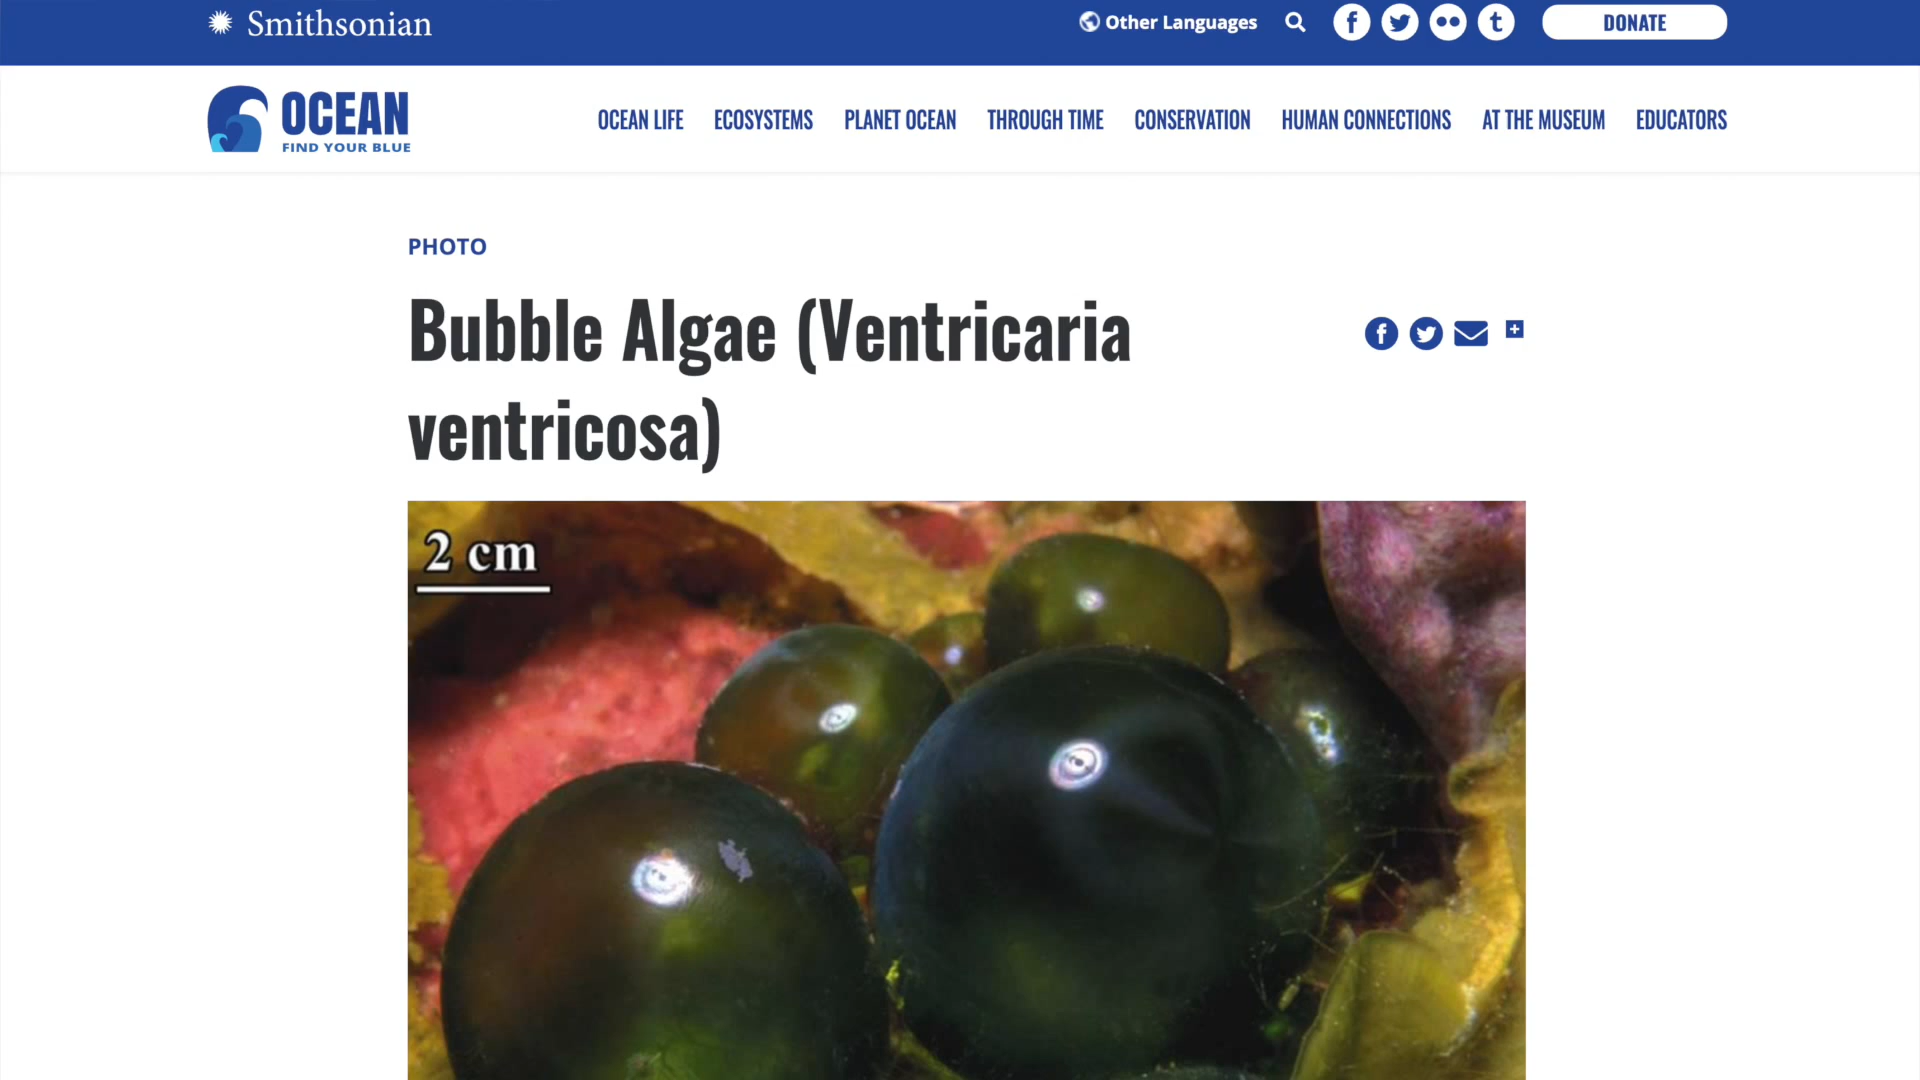 Smithsonian
Other Languages
DONATE
OCEAN
FIND YOUR BLUE
OCEAN LIFE
ECOSYSTEMS
PLANET OCEAN
THROUGH TIME
CONSERVATION
HUMAN CONNECTIONS
AT THE MUSEUM
EDUCATORS
PHOTO
Bubble Algae (Ventricaria
ventricosa)
2 cm